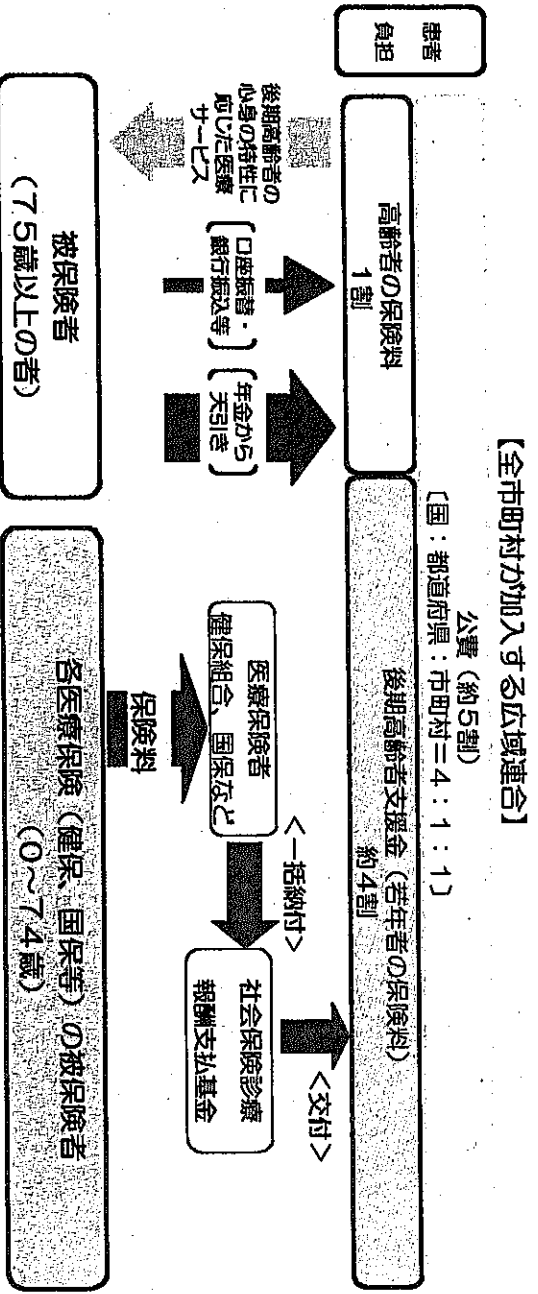 【全市町村が加入する広域連合】
公費(約5割)
〔国:都道府県:市町村=4:1:1〕
患者
負担
高齢者の保険料
1割
後期高齢者支援金(若年者の保険料)
約4割
後期高齢者の
心身の特性に
応じた医療
サービス
口座振替・
銀行振込等
年金から
天引き
保険料
医療保険者
健保組合、国保など
<一括納付>
社会保険診療
報酬支払基金
<交付>
被保険者
(75歳以上の者)
各医療保険(健保、国保等)の被保険者
(0~74歳)